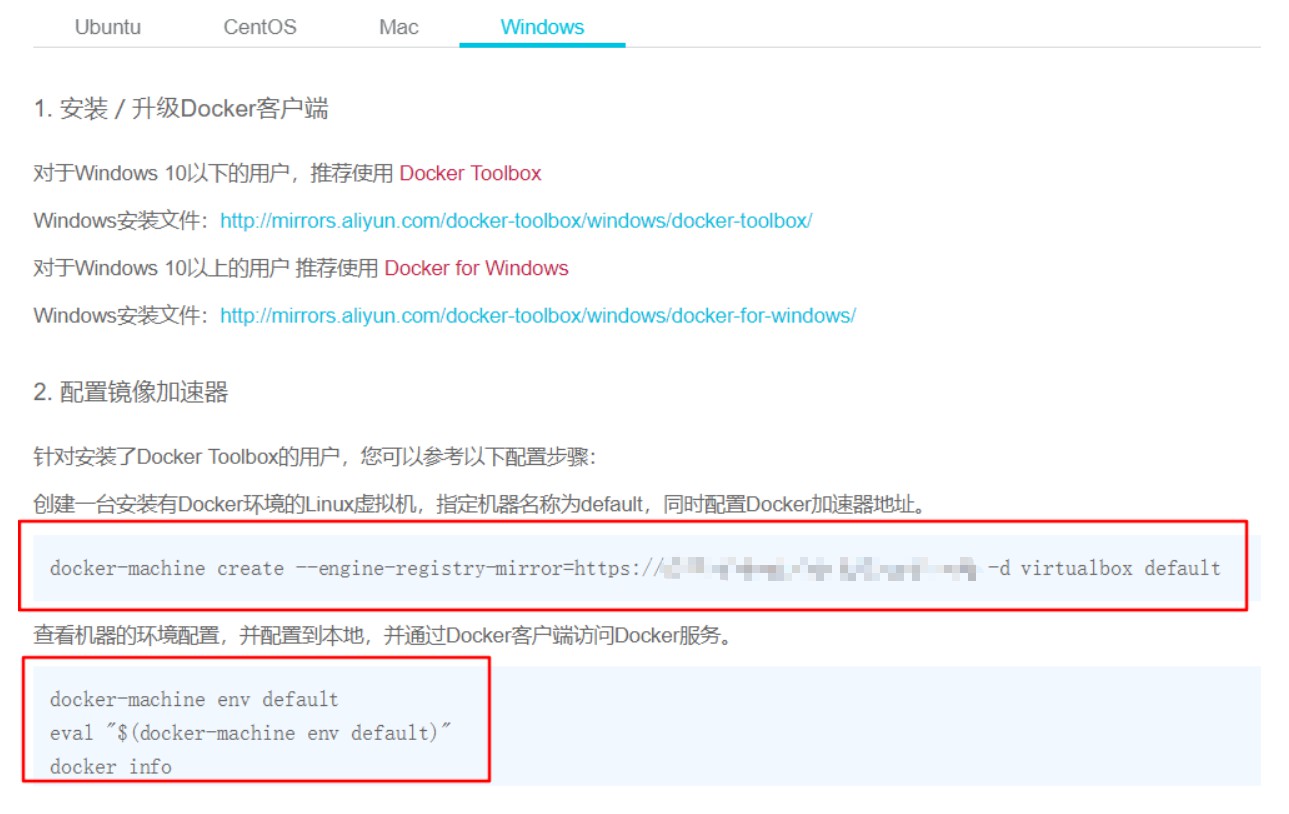 Ubuntu CentOS Mac Windows
1. 安装 / 升级Docker客户端
对于Windows 10以下的用户，推荐使用 Docker Toolbox
Windows安装文件：http://mirrors.aliyun.com/docker-toolbox/windows/docker-toolbox/
对于Windows 10以上的用户 推荐使用 Docker for Windows
Windows安装文件：http://mirrors.aliyun.com/docker-toolbox/windows/docker-for-windows/
2. 配置镜像加速器
针对安装了Docker Toolbox的用户，您可以参考以下配置步骤：
创建一台安装有Docker环境的Linux虚拟机，指定机器名称为default，同时配置Docker加速器地址。
docker-machine create --engine-registry-mirror=https:// -d virtualbox default
查看机器的环境配置，并配置到本地，并通过Docker客户端访问Docker服务。
docker-machine env default
eval "$(docker-machine env default)"
docker info